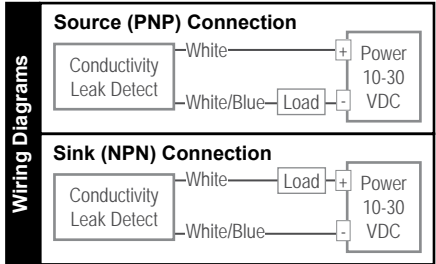 Wiring Diagrams
Source (PNP) Connection
Conductivity
Leak Detect
White
White/Blue
Load
+
-
Power
10-30
VDC
Sink (NPN) Connection
Conductivity
Leak Detect
White
Load
White/Blue
+
-
Power
10-30
VDC